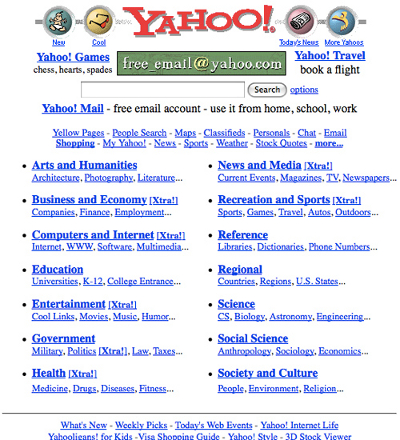 YAHOO!
New Cool Today's News More Yahoos
Yahoo! Games
chess, hearts, spades
free_email@yahoo.com
Yahoo! Travel
book a flight
Search options
Yahoo! Mail - free email account - use it from home, school, work
Yellow Pages - People Search - Maps - Classifieds - Personals - Chat - Email
Shopping - My Yahoo! - News - Sports - Weather - Stock Quotes - more...
Arts and Humanities
Architecture, Photography, Literature...
News and Media [Xtra!]
Current Events, Magazines, TV, Newspapers...
Business and Economy [Xtra!]
Companies, Finance, Employment...
Recreation and Sports [Xtra!]
Sports, Games, Travel, Autos, Outdoors...
Computers and Internet [Xtra!]
Internet, WWW, Software, Multimedia...
Reference
Libraries, Dictionaries, Phone Numbers...
Education
Universities, K-12, College Entrance...
Regional
Countries, Regions, U.S. States...
Entertainment [Xtra!]
Cool Links, Movies, Music, Humor...
Science
CS, Biology, Astronomy, Engineering...
Government
Military, Politics [Xtra!], Law, Taxes...
Social Science
Anthropology, Sociology, Economics...
Health [Xtra!]
Medicine, Drugs, Diseases, Fitness...
Society and Culture
People, Environment, Religion...
What's New - Weekly Picks - Today's Web Events - Yahoo! Internet Life
Yahooligans! for Kids -Visa Shopping Guide - Yahoo! Style - 3D Stock Viewer